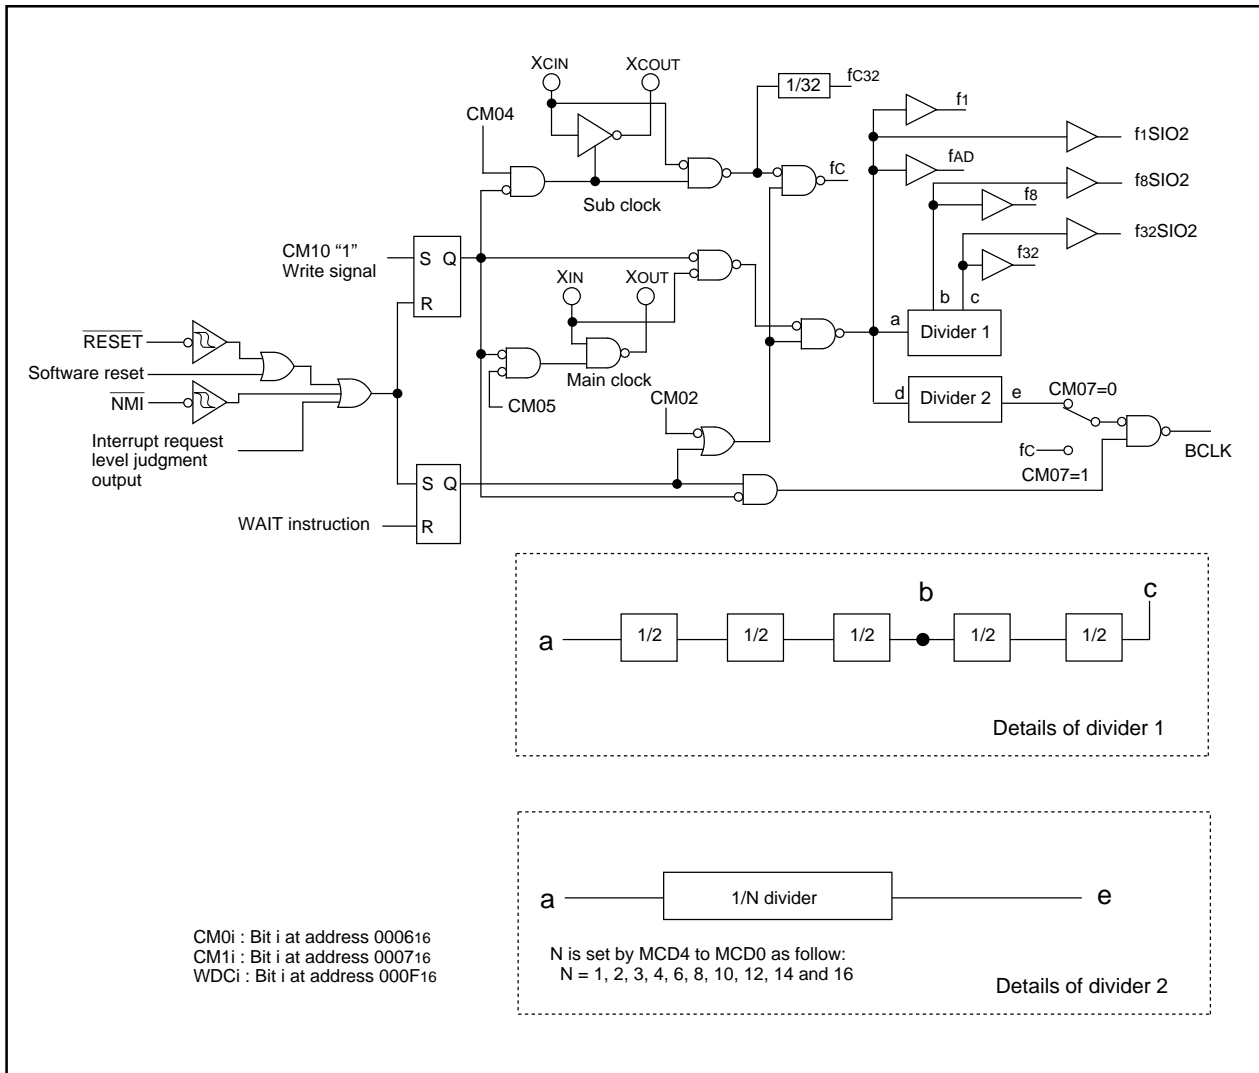 XCIN
XCOUT
1/32
fC32
CM04
f1
f1SIO2
fAD
fC
f8SIO2
Sub clock
f8
CM10 “1”
Write signal
S Q
R
f32SIO2
f32
XIN
XOUT
b c
a
Divider 1
RESET
Software reset
Main clock
NMI
CM05
CM02
d
Divider 2
e
CM07=0
Interrupt request
level judgment
output
fC
BCLK
CM07=1
S Q
WAIT instruction
R
b
c
a
1/2 1/2 1/2 1/2 1/2
Details of divider 1
a
1/N divider
e
CM0i : Bit i at address 000616
CM1i : Bit i at address 000716
WDCi : Bit i at address 000F16
N is set by MCD4 to MCD0 as follow:
N = 1, 2, 3, 4, 6, 8, 10, 12, 14 and 16
Details of divider 2